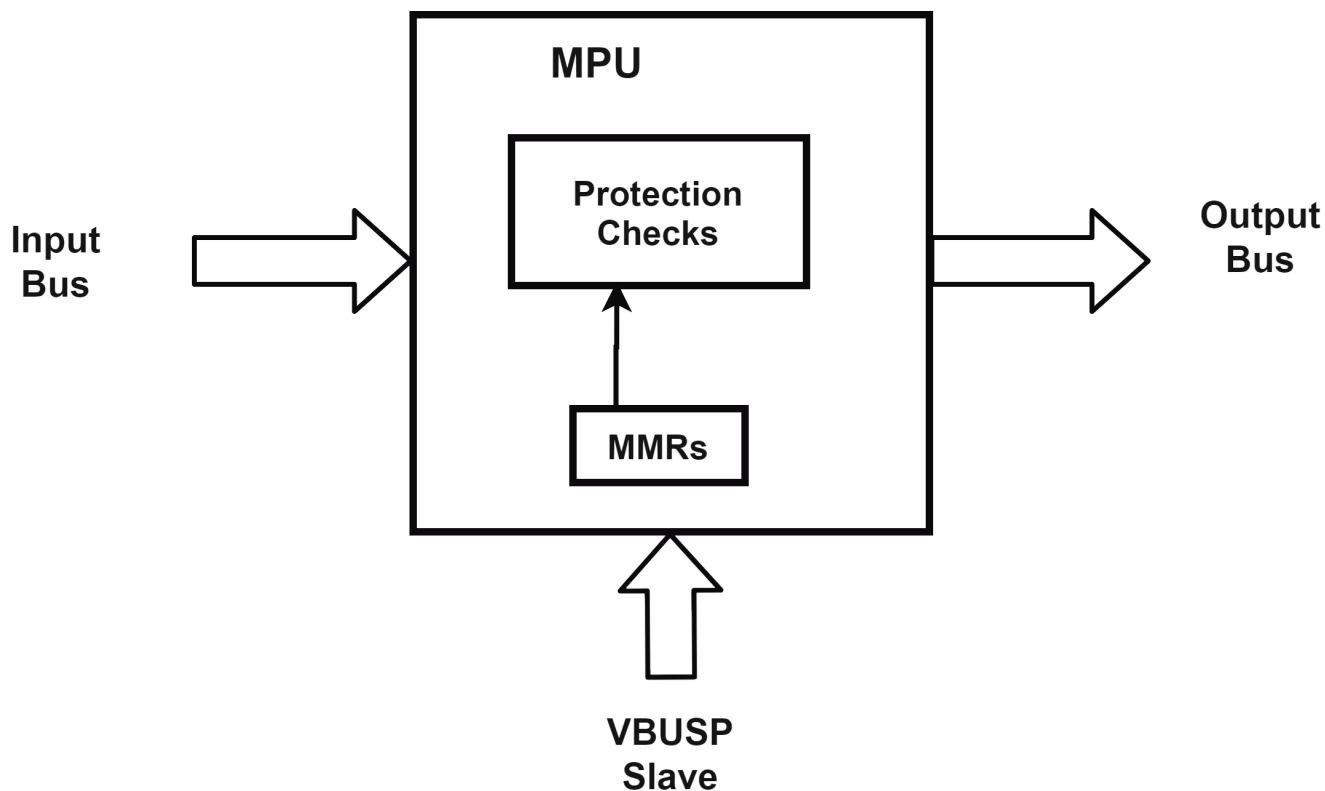 MPU
Protection
Checks
Input
Bus
Output
Bus
MMRs
VBUSP
Slave